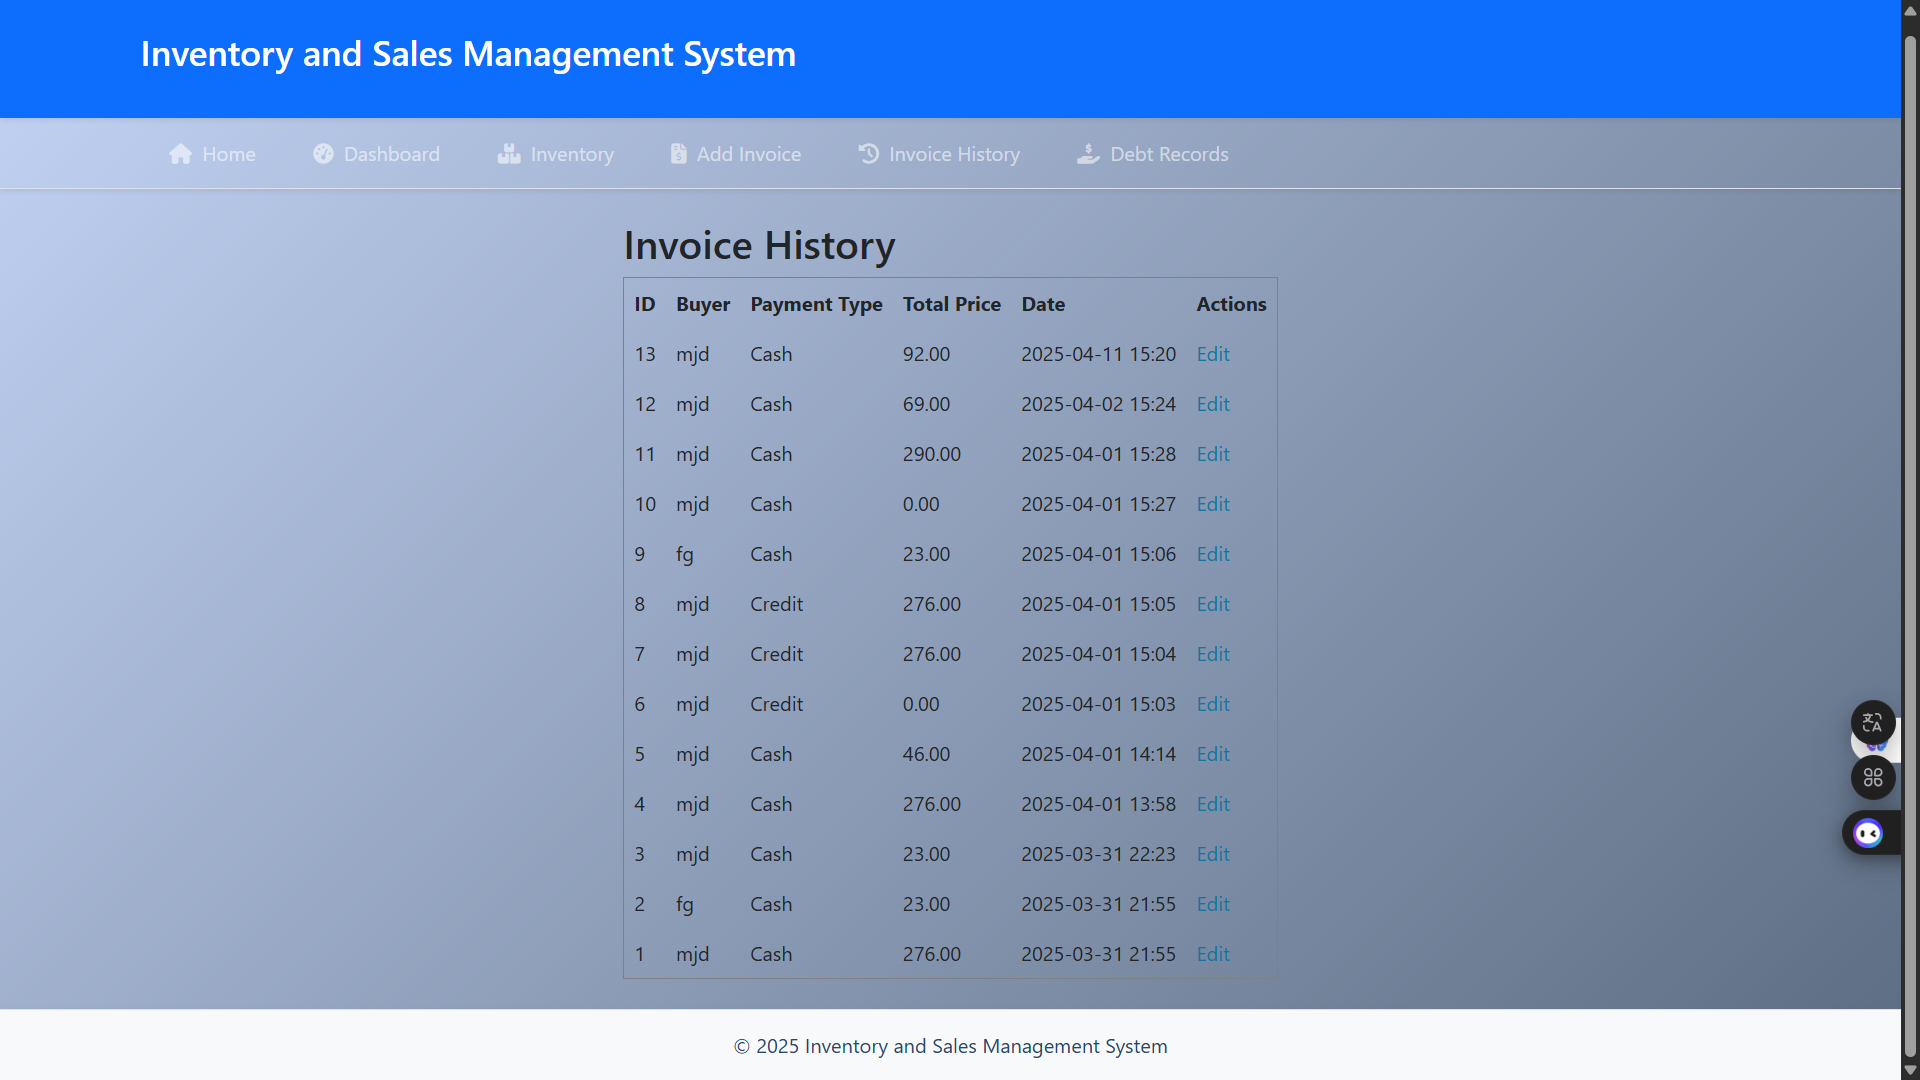 Inventory and Sales Management System
Home Dashboard Inventory Add Invoice Invoice History Debt Records
Invoice History
ID Buyer Payment Type Total Price Date Actions
13 mjd Cash 92.00 2025-04-11 15:20 Edit
12 mjd Cash 69.00 2025-04-02 15:24 Edit
11 mjd Cash 290.00 2025-04-01 15:28 Edit
10 mjd Cash 0.00 2025-04-01 15:27 Edit
9 fg Cash 23.00 2025-04-01 15:06 Edit
8 mjd Credit 276.00 2025-04-01 15:05 Edit
7 mjd Credit 276.00 2025-04-01 15:04 Edit
6 mjd Credit 0.00 2025-04-01 15:03 Edit
5 mjd Cash 46.00 2025-04-01 14:14 Edit
4 mjd Cash 276.00 2025-04-01 13:58 Edit
3 mjd Cash 23.00 2025-03-31 22:23 Edit
2 fg Cash 23.00 2025-03-31 21:55 Edit
1 mjd Cash 276.00 2025-03-31 21:55 Edit
© 2025 Inventory and Sales Management System